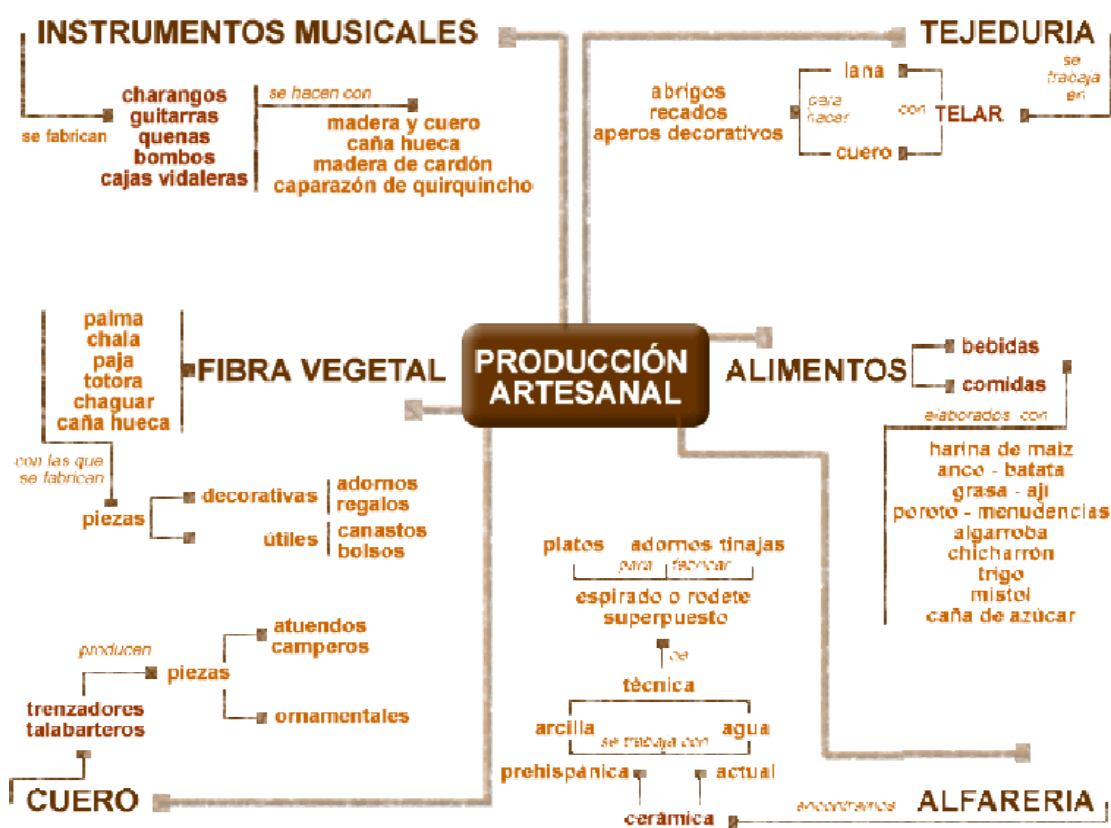 INSTRUMENTOS MUSICALES
se fabrican
charangos
guitarras
quenas
bombos
cajas vidaleras
se hacen con
madera y cuero
caña hueca
madera de cardón
caparazón de quirquincho
TEJEDURIA
se
trabaja
en
TELAR
con
lana
cuero
para
hacer
abrigos
recados
aperos decorativos
PRODUCCIÓN
ARTESANAL
FIBRA VEGETAL
palma
chala
paja
totora
chaguar
caña hueca
con las que
se fabrican
piezas
decorativas
adornos
regalos
útiles
canastos
bolsos
ALIMENTOS
bebidas
comidas
elaborados con
harina de maiz
anco - batata
grasa - ají
poroto - menudencias
algarroba
chicharrón
trigo
mistol
caña de azúcar
CUERO
trenzadores
talabarteros
producen
piezas
atuendos
camperos
ornamentales
platos adornos tinajas
para fabricar
espirado o rodete
superpuesto
técnica
arcilla agua
se trabaja con
prehispánica actual
cerámica
encontramos
ALFARERIA